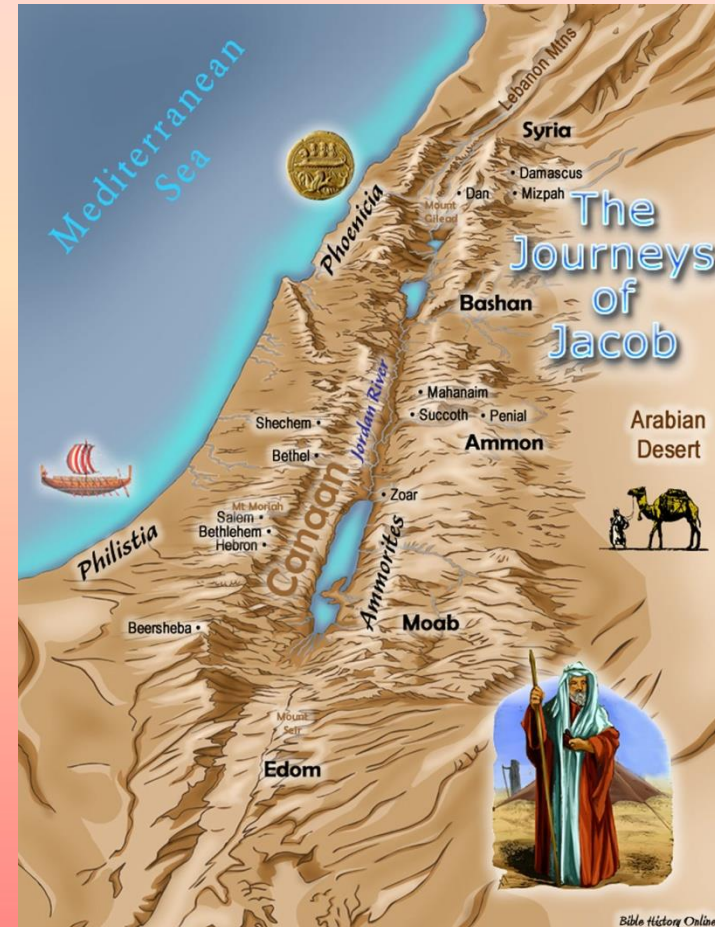 Mediterranean
Sea
Lebanon Mtns
Syria
Damascus
Dan
Mizpah
Mount
Gilead
Phoenicia
The
Journeys
of
Jacob
Bashan
Jordan River
Mahanaim
Succoth
Penial
Shechem
Ammon
Arabian
Desert
Bethel
Canaan
Zoar
Mt Moriah
Salem
Bethlehem
Hebron
Philistia
Ammorites
Beersheba
Moab
Mount
Seir
Edom
Bible History Online